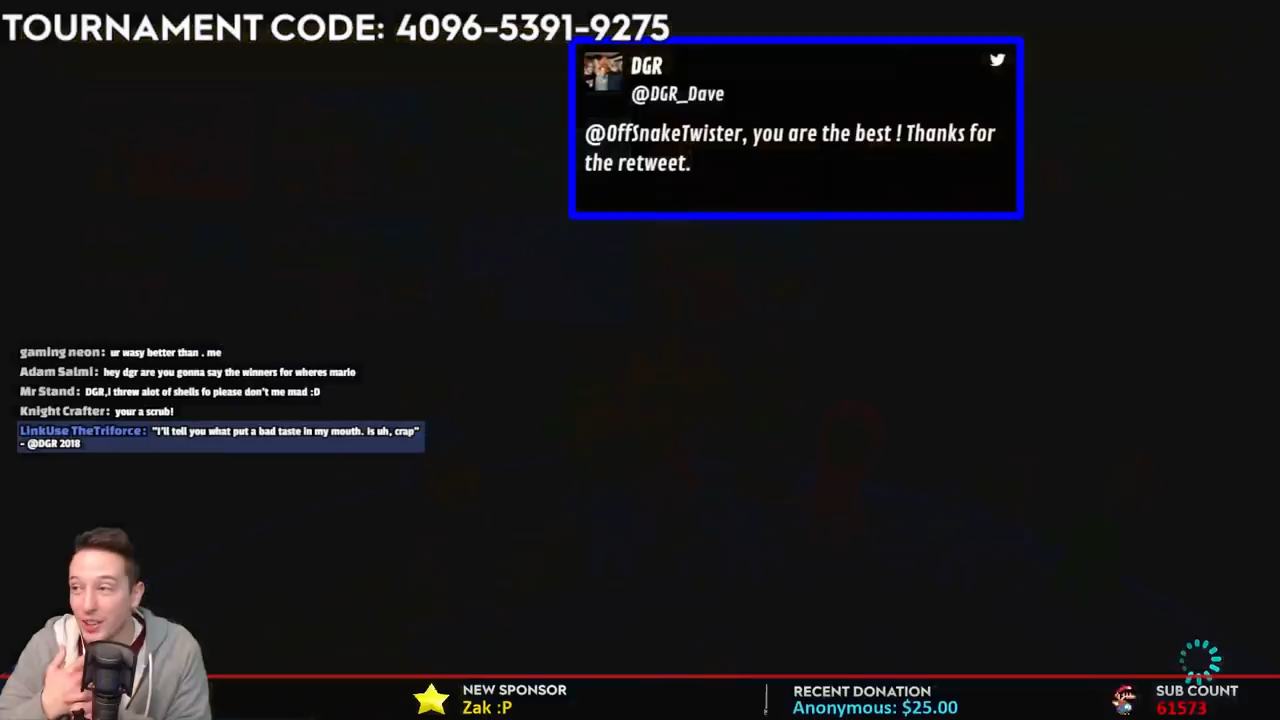 TOURNAMENT CODE: 4096-5391-9275
DGR
@DGR_Dave
@OffSnakeTwister, you are the best ! Thanks for
the retweet.
gaming neon: ur wasy better than . me
Adam Salmi: hey dgr are you gonna say the winners for wheres mario
Mr Stand: DGR,I threw alot of shells fo please don't me mad :D
Knight Crafter: your a scrub!
LinkUse TheTriforce: "I'll tell you what put a bad taste in my mouth. is uh, crap"
- @DGR 2018
NEW SPONSOR
Zak :P
RECENT DONATION
Anonymous: $25.00
SUB COUNT
61573